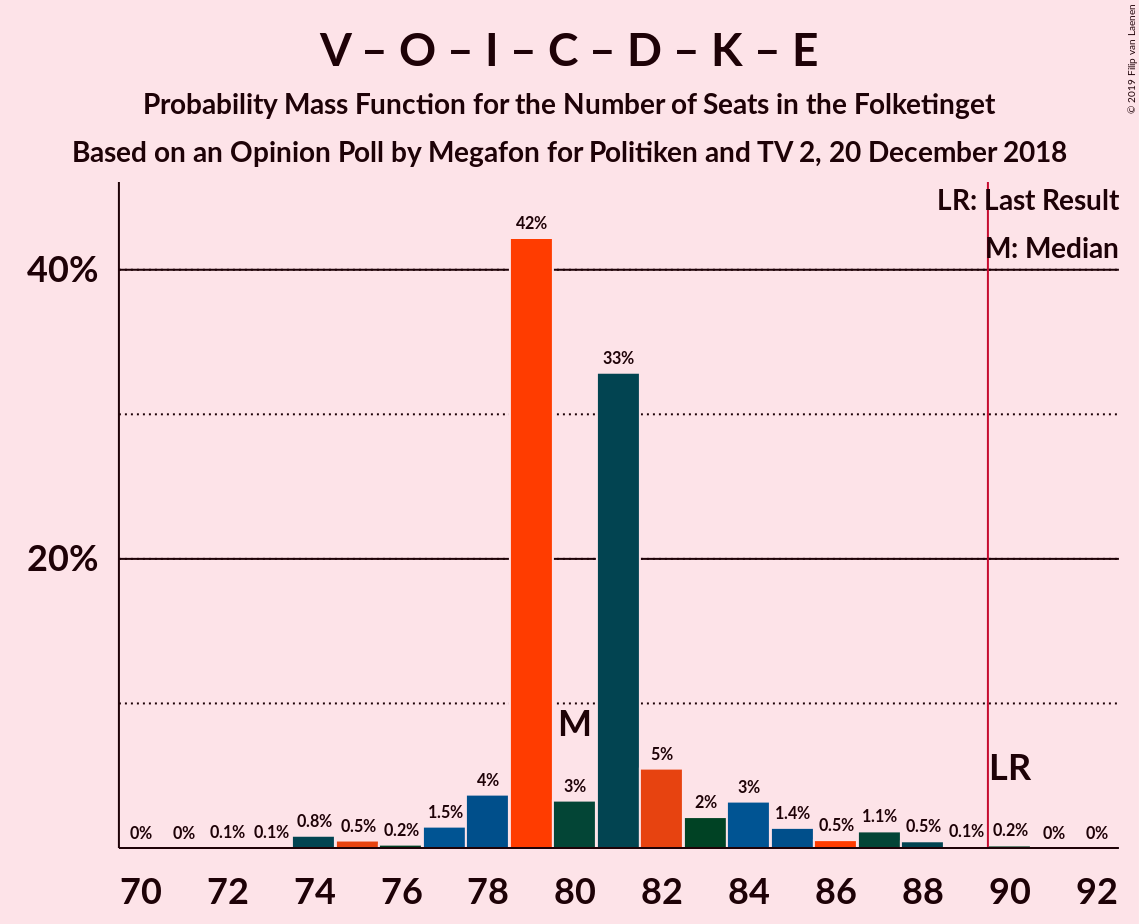 V – O – I – C – D – K – E
Probability Mass Function for the Number of Seats in the Folketinget
Based on an Opinion Poll by Megafon for Politiken and TV 2, 20 December 2018
© 2019 Filip van Laenen
LR: Last Result
M: Median
40%
20%
42%
33%
M
LR
0% 0% 0.1% 0.1% 0.8% 0.5% 0.2% 1.5% 4% 3% 5% 2% 3% 1.4% 0.5% 1.1% 0.5% 0.1% 0.2% 0% 0%
70 72 74 76 78 80 82 84 86 88 90 92